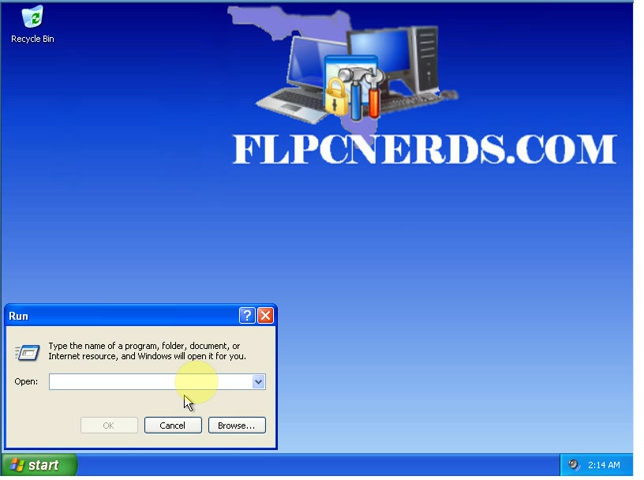 Recycle Bin
FLPCNERDS.COM
Run
Type the name of a program, folder, document, or
Internet resource, and Windows will open it for you.
Open:
OK
Cancel
Browse...
start
2:14 AM